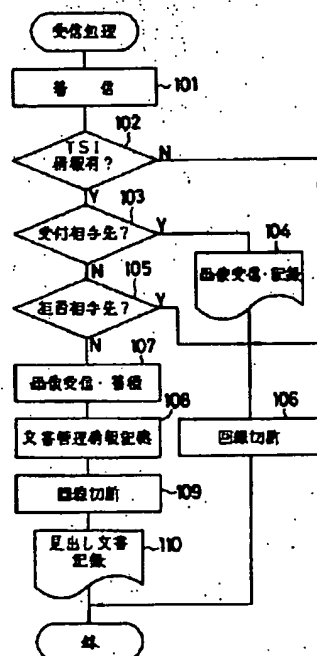 受信処理
着信
101
102
TSI
情報有?
N
Y
103
受付相手先?
Y
N
104
画像受信・記録
105
拒否相手先?
Y
N
107
画像受信・蓄積
108
文書管理情報記憶
106
回線切断
回線切断
109
見出し文書
記録
110
終